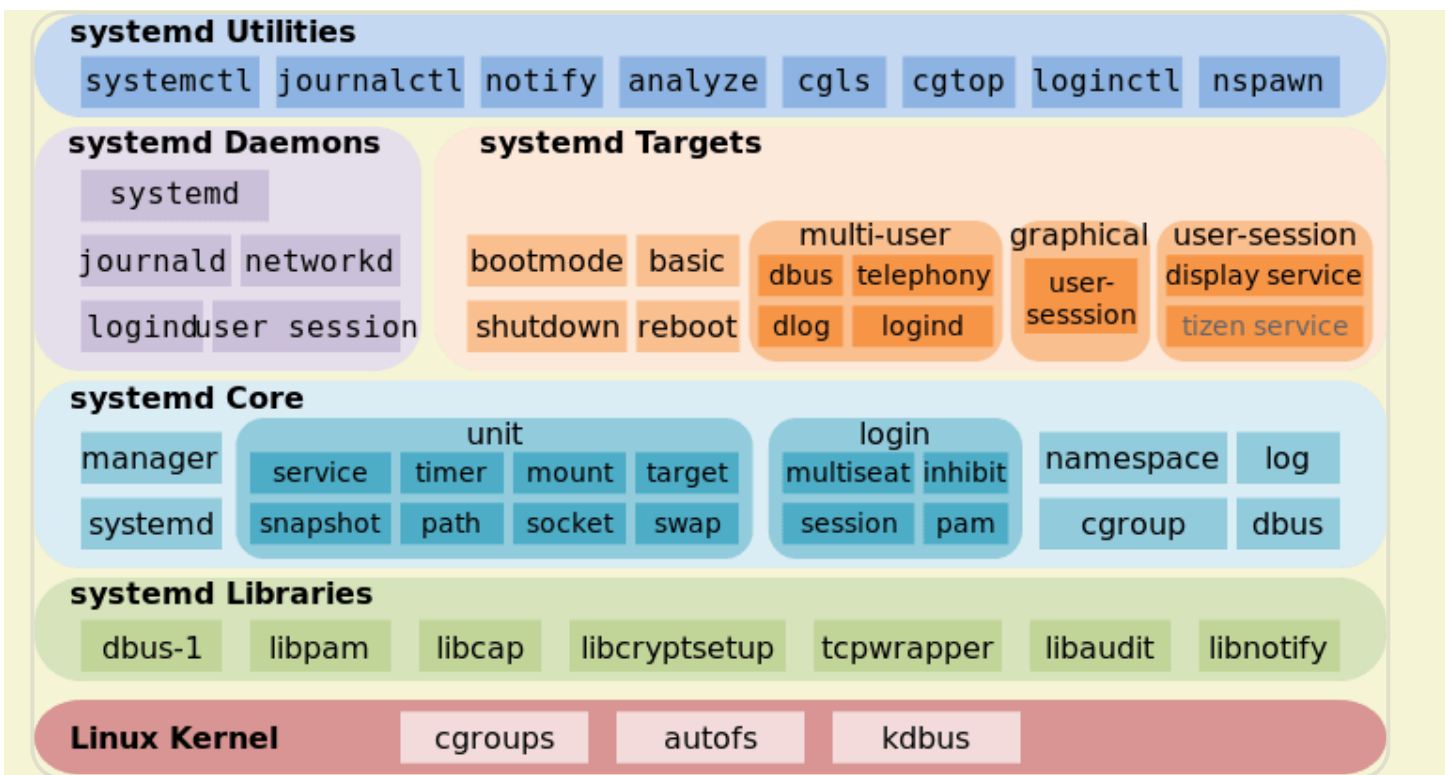 systemd Utilities
systemctl journalctl notify analyze cgls cgtop loginctl nspawn
systemd Daemons
systemd
journald networkd
logind user session
systemd Targets
bootmode basic
shutdown reboot
multi-user
dbus telephony
dlog logind
graphical
user-
sesssion
user-session
display service
tizen service
systemd Core
manager
systemd
unit
service timer mount target
snapshot path socket swap
login
multiseat inhibit
session pam
namespace log
cgroup dbus
systemd Libraries
dbus-1 libpam libcap libcryptsetup tcpwrapper libaudit libnotify
Linux Kernel cgroups autofs kdbus